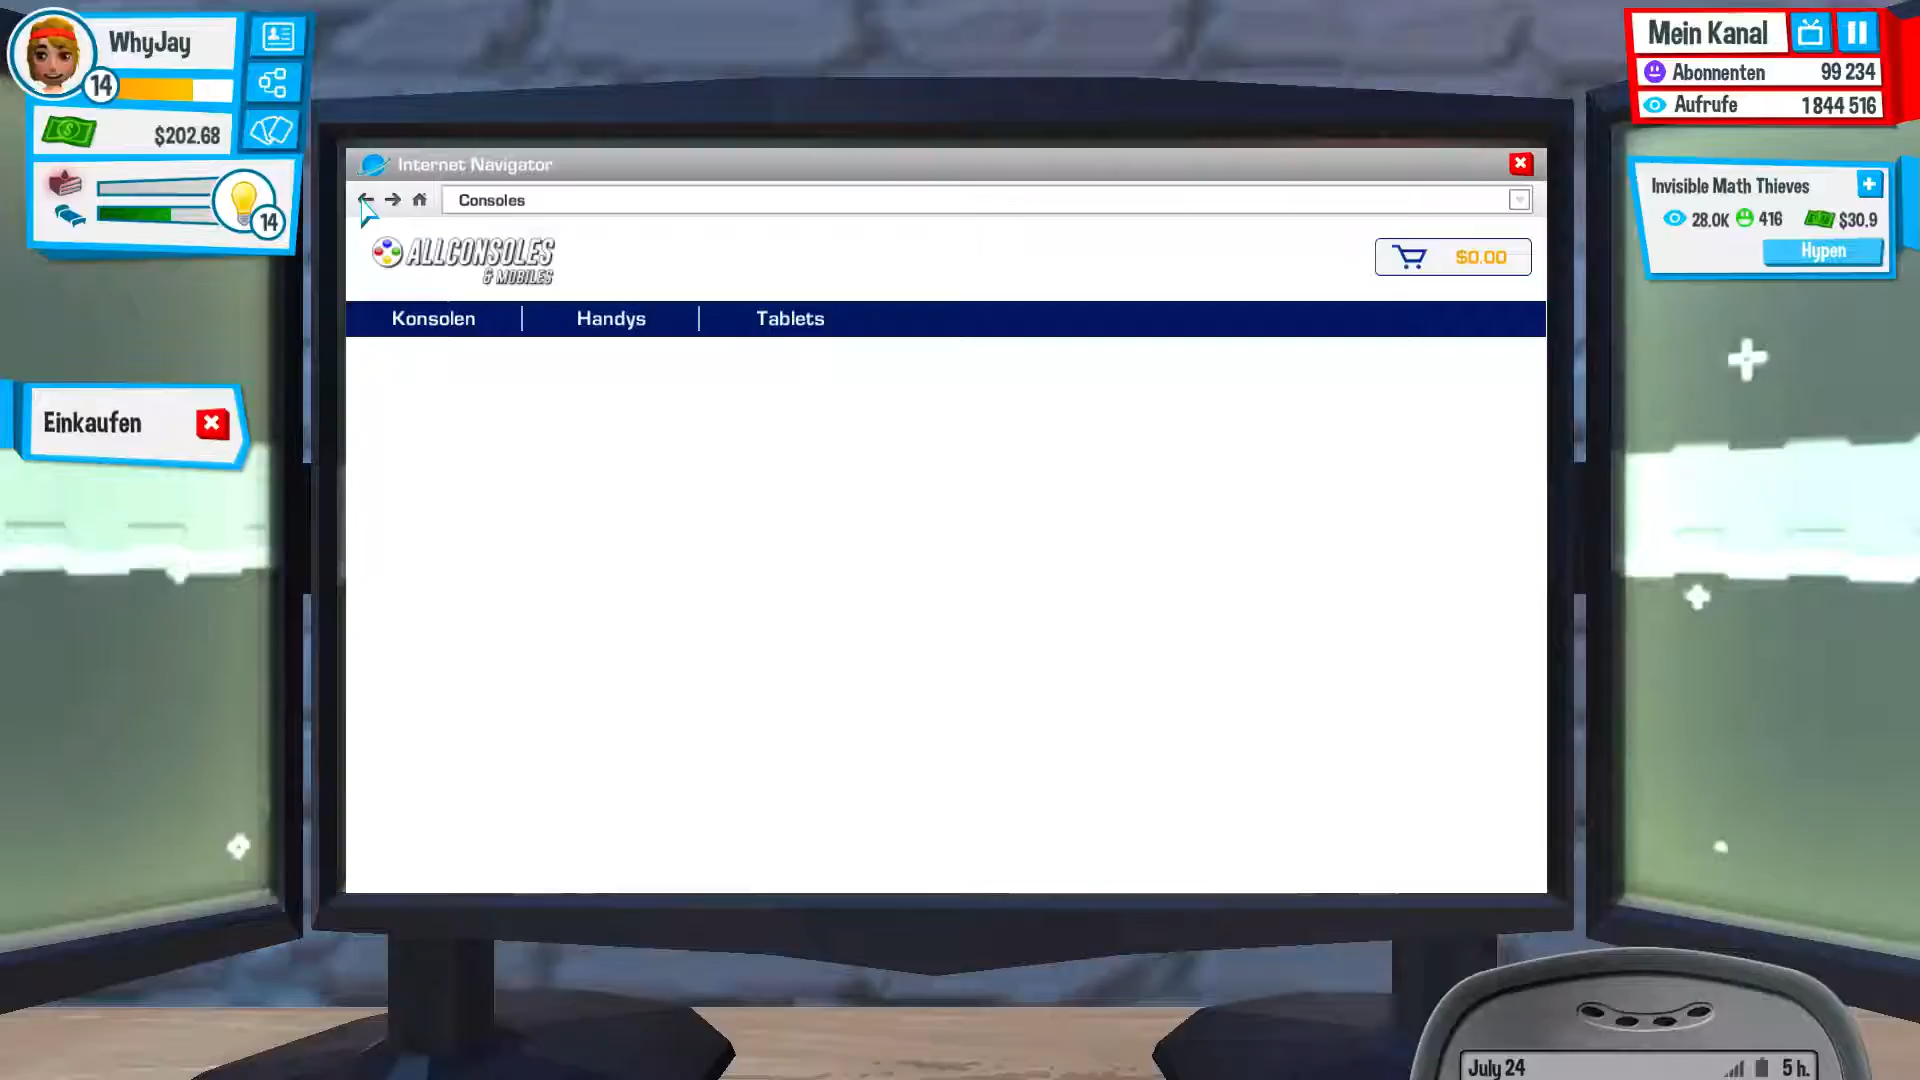 WhyJay
14
$202.68
14
Einkaufen
Internet Navigator
Consoles
ALLCONSOLES
& MOBILES
$0.00
Konsolen
Handys
Tablets
Mein Kanal
Abonnenten 99 234
Aufrufe 1 844 516
Invisible Math Thieves
28.0K 416 $30.9
Hypen
July 24 5 h.